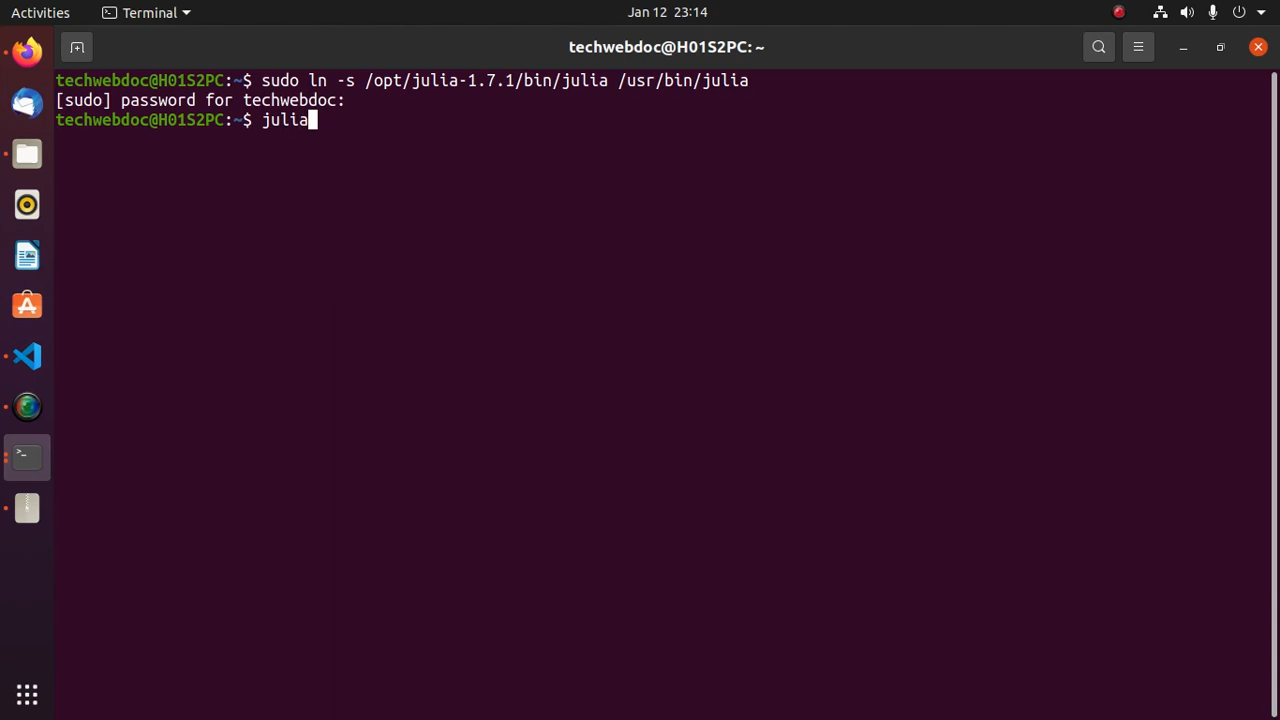 Activities
Terminal
Jan 12 23:14
techwebdoc@H01S2PC: ~
techwebdoc@H01S2PC:~$ sudo ln -s /opt/julia-1.7.1/bin/julia /usr/bin/julia
[sudo] password for techwebdoc:
techwebdoc@H01S2PC:~$ julia